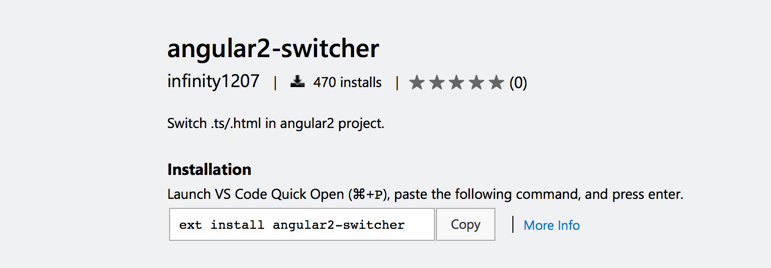 angular2-switcher
infinity1207 | 470 installs | ★★★★★ (0)
Switch .ts/.html in angular2 project.
Installation
Launch VS Code Quick Open (⌘+P), paste the following command, and press enter.
ext install angular2-switcher Copy | More Info